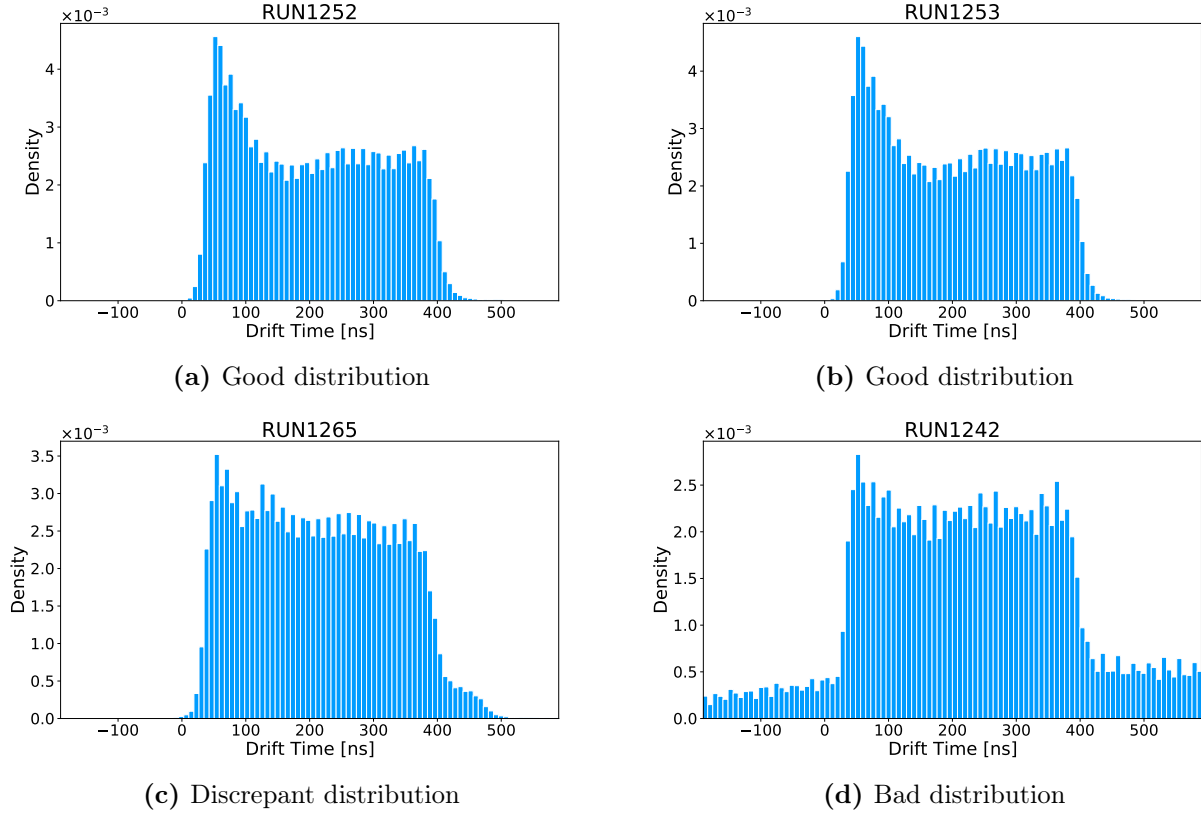 RUN1252
×10⁻³
Density
4
3
2
1
0
−100 0 100 200 300 400 500
Drift Time [ns]
(a) Good distribution
RUN1253
×10⁻³
Density
4
3
2
1
0
−100 0 100 200 300 400 500
Drift Time [ns]
(b) Good distribution
RUN1265
×10⁻³
Density
3.5
3.0
2.5
2.0
1.5
1.0
0.5
0.0
−100 0 100 200 300 400 500
Drift Time [ns]
(c) Discrepant distribution
RUN1242
×10⁻³
Density
2.5
2.0
1.5
1.0
0.5
0.0
−100 0 100 200 300 400 500
Drift Time [ns]
(d) Bad distribution